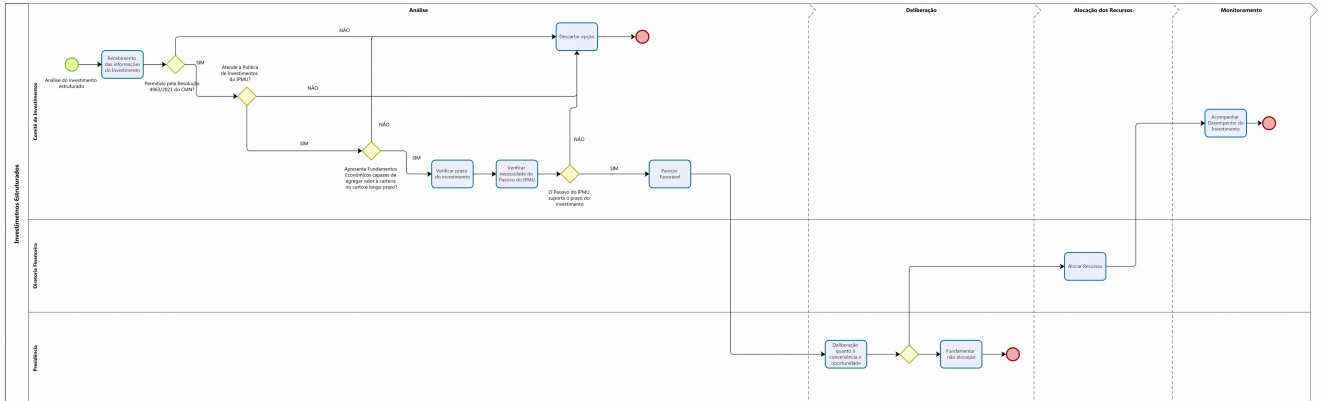 Análise
Deliberação
Alocação dos Recursos
Monitoramento
Investimetnos Estruturados
Comitê de Investimentos
Análise do investimento
estruturado
Recebimento
das informações
do Investimento
Permitido pela Resolução
4963/2021 do CMN?
NÃO
SIM
Atende à Política
de Investimentos
do IPMU?
NÃO
SIM
Apresenta Fundamentos
Econômicos capazes de
agregar valor à carteira
no curto e longo prazo?
NÃO
SIM
Verificar prazo
do investimento
Verificar
necessidade do
Passivo do IPMU
O Passivo do IPMU
suporta o prazo do
investimento
NÃO
SIM
Descartar opção
Parecer
Favorável
Acompanhar
Desempenho do
Investimento
Diretoria Financeira
Alocar Recursos
Presidência
Deliberação
quanto à
conveniência e
oportunidade
Fundamentar
não alocação